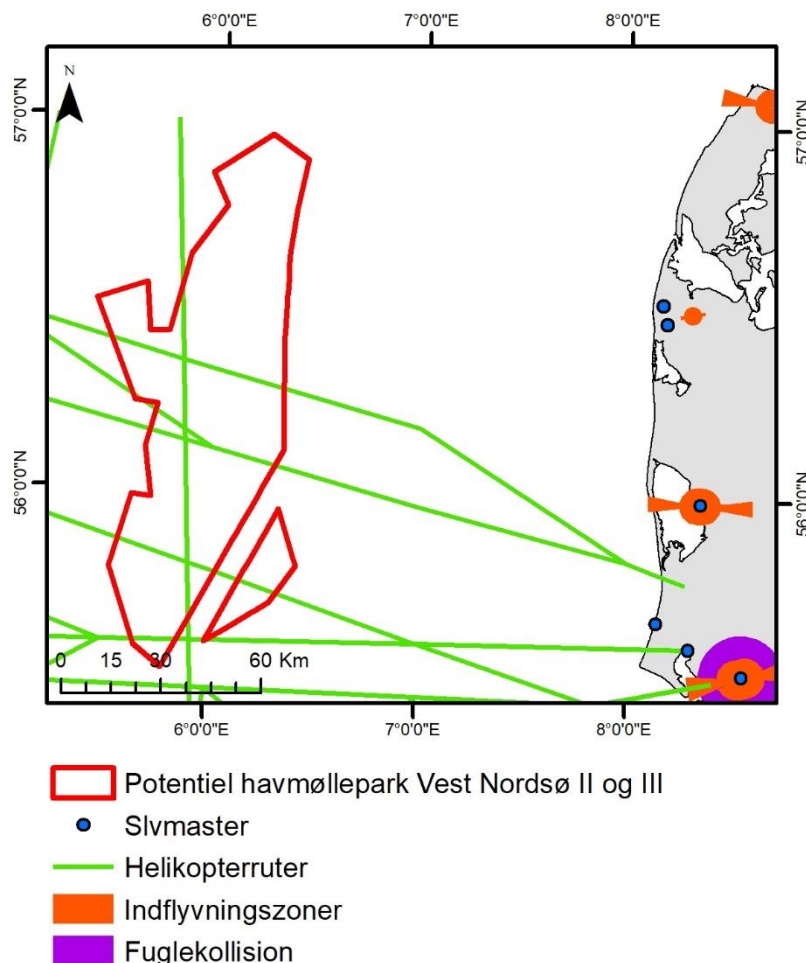 6°0'0"E 7°0'0"E 8°0'0"E
N
57°0'0"N
57°0'0"N
56°0'0"N
56°0'0"N
0 15 30 60 Km
6°0'0"E 7°0'0"E 8°0'0"E
Potentiel havmøllepark Vest Nordsø II og III
Slvmaster
Helikopterruter
Indflyvningszoner
Fuglekollision